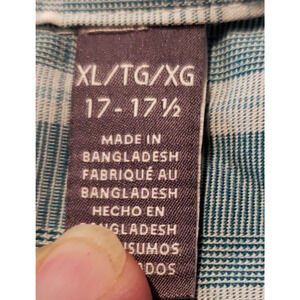 XL/TG/XG
17-17½
MADE IN
BANGLADESH
FABRIQUÉ AU
BANGLADESH
HECHO EN